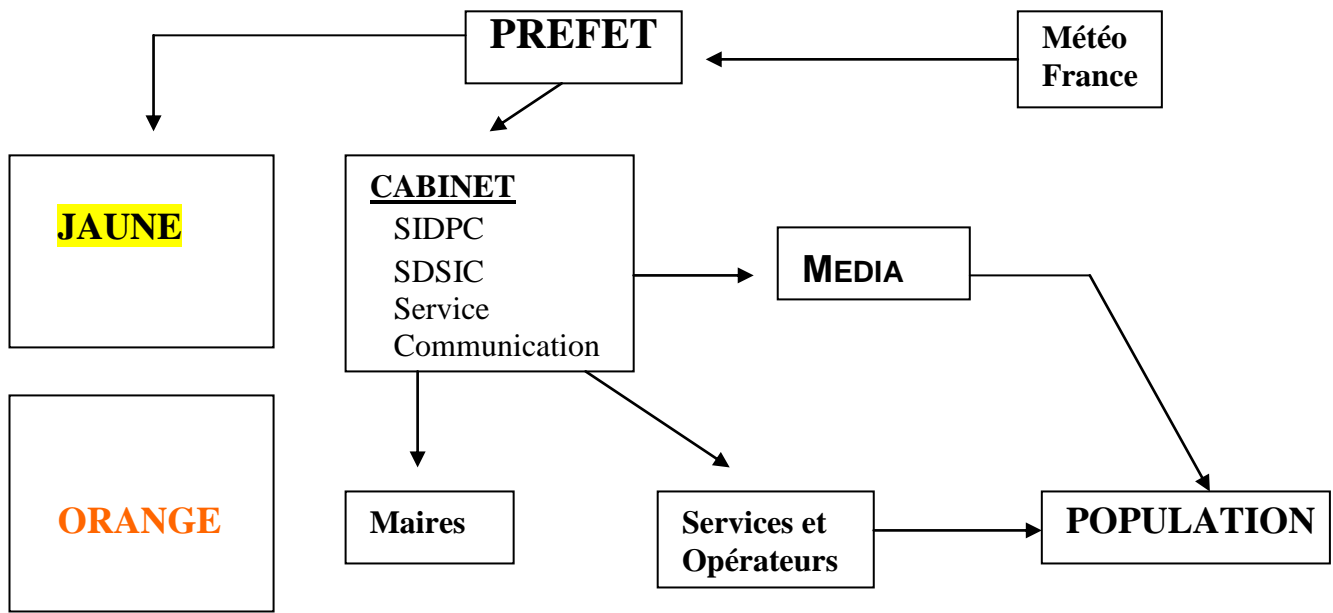 PREFET
Météo
France
JAUNE
CABINET
SIDPC
SDSIC
Service
Communication
MEDIA
ORANGE
Maires
Services et
Opérateurs
POPULATION